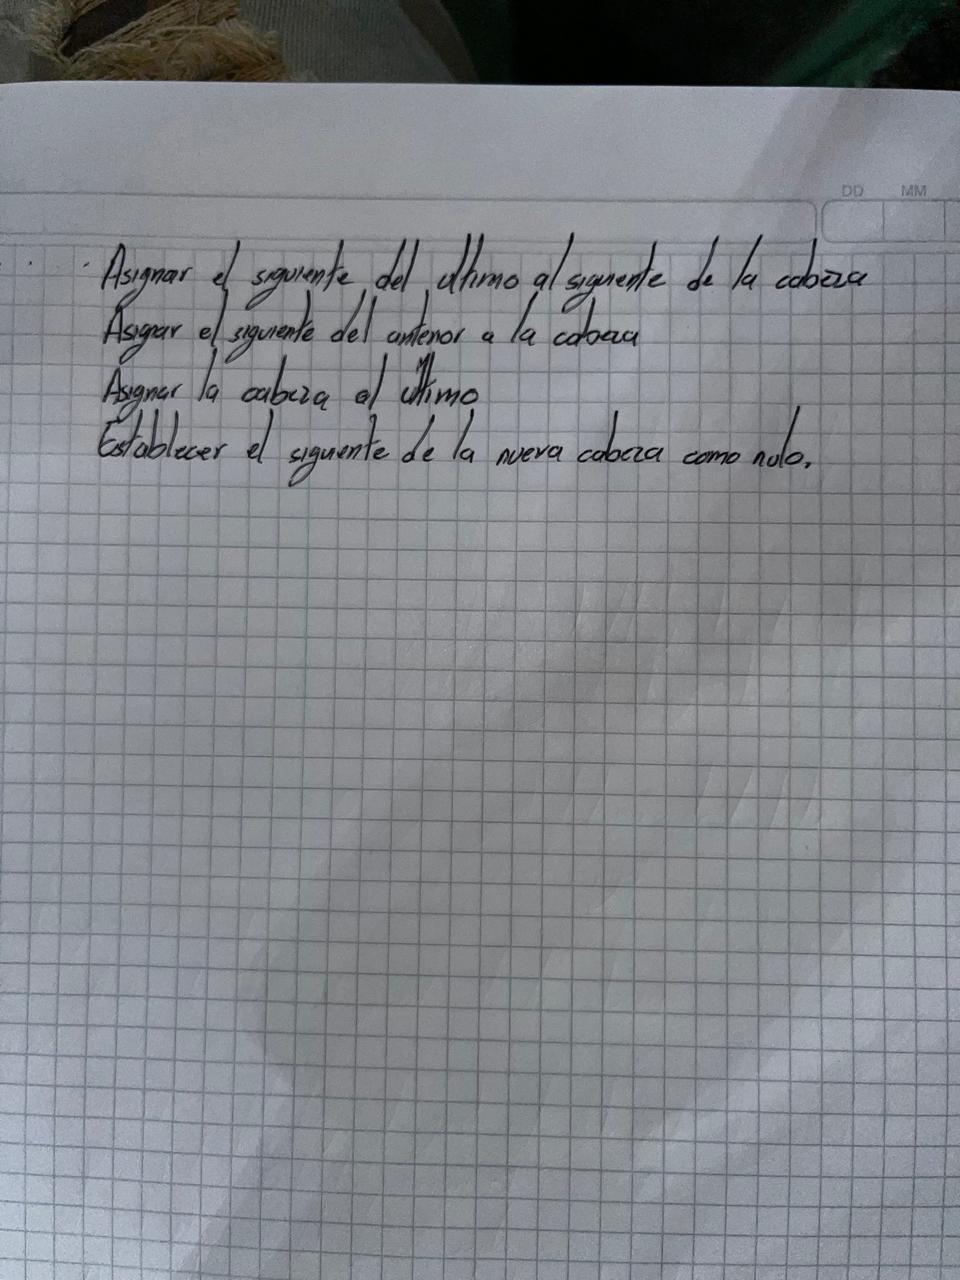 DD MM
Asignar el siguiente del ultimo al siguiente de la cabeza
Asignar el siguiente del anterior a la cabeza
Asignar la cabeza al ultimo
Establecer el siguiente de la nueva cabeza como nulo.